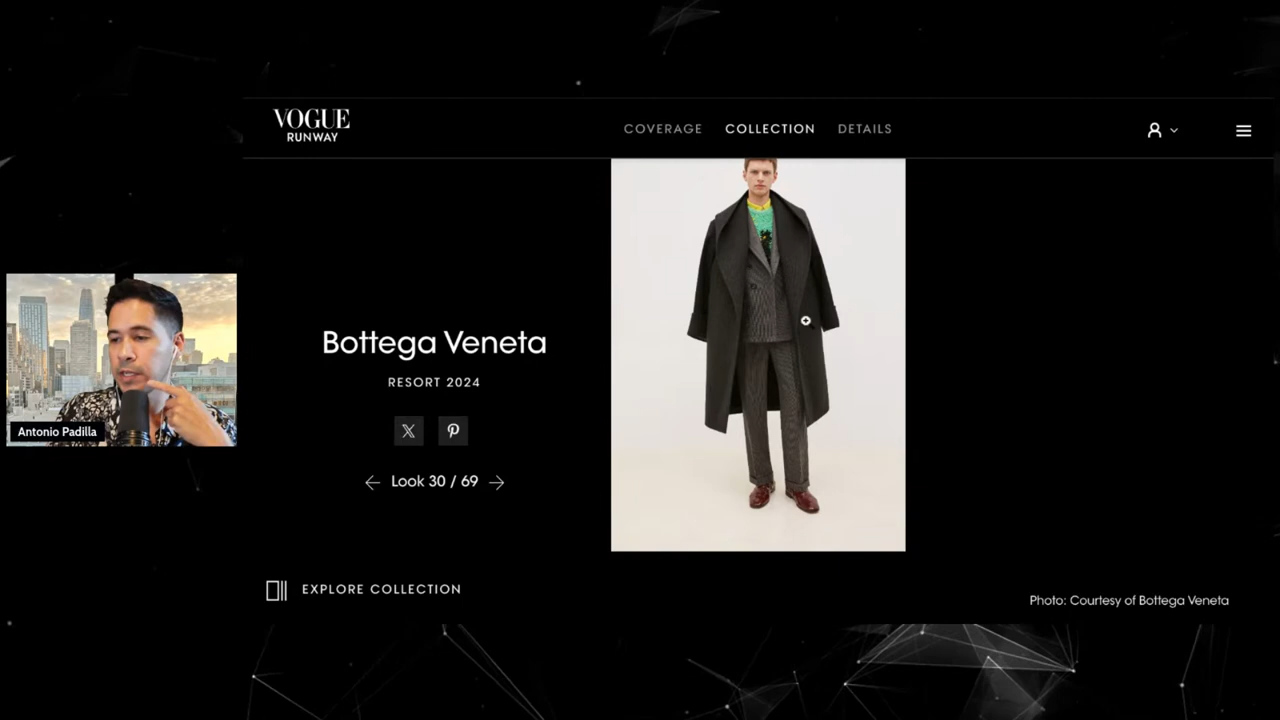 VOGUE
RUNWAY
COVERAGE COLLECTION DETAILS
Bottega Veneta
RESORT 2024
Look 30 / 69
EXPLORE COLLECTION
Photo: Courtesy of Bottega Veneta
Antonio Padilla